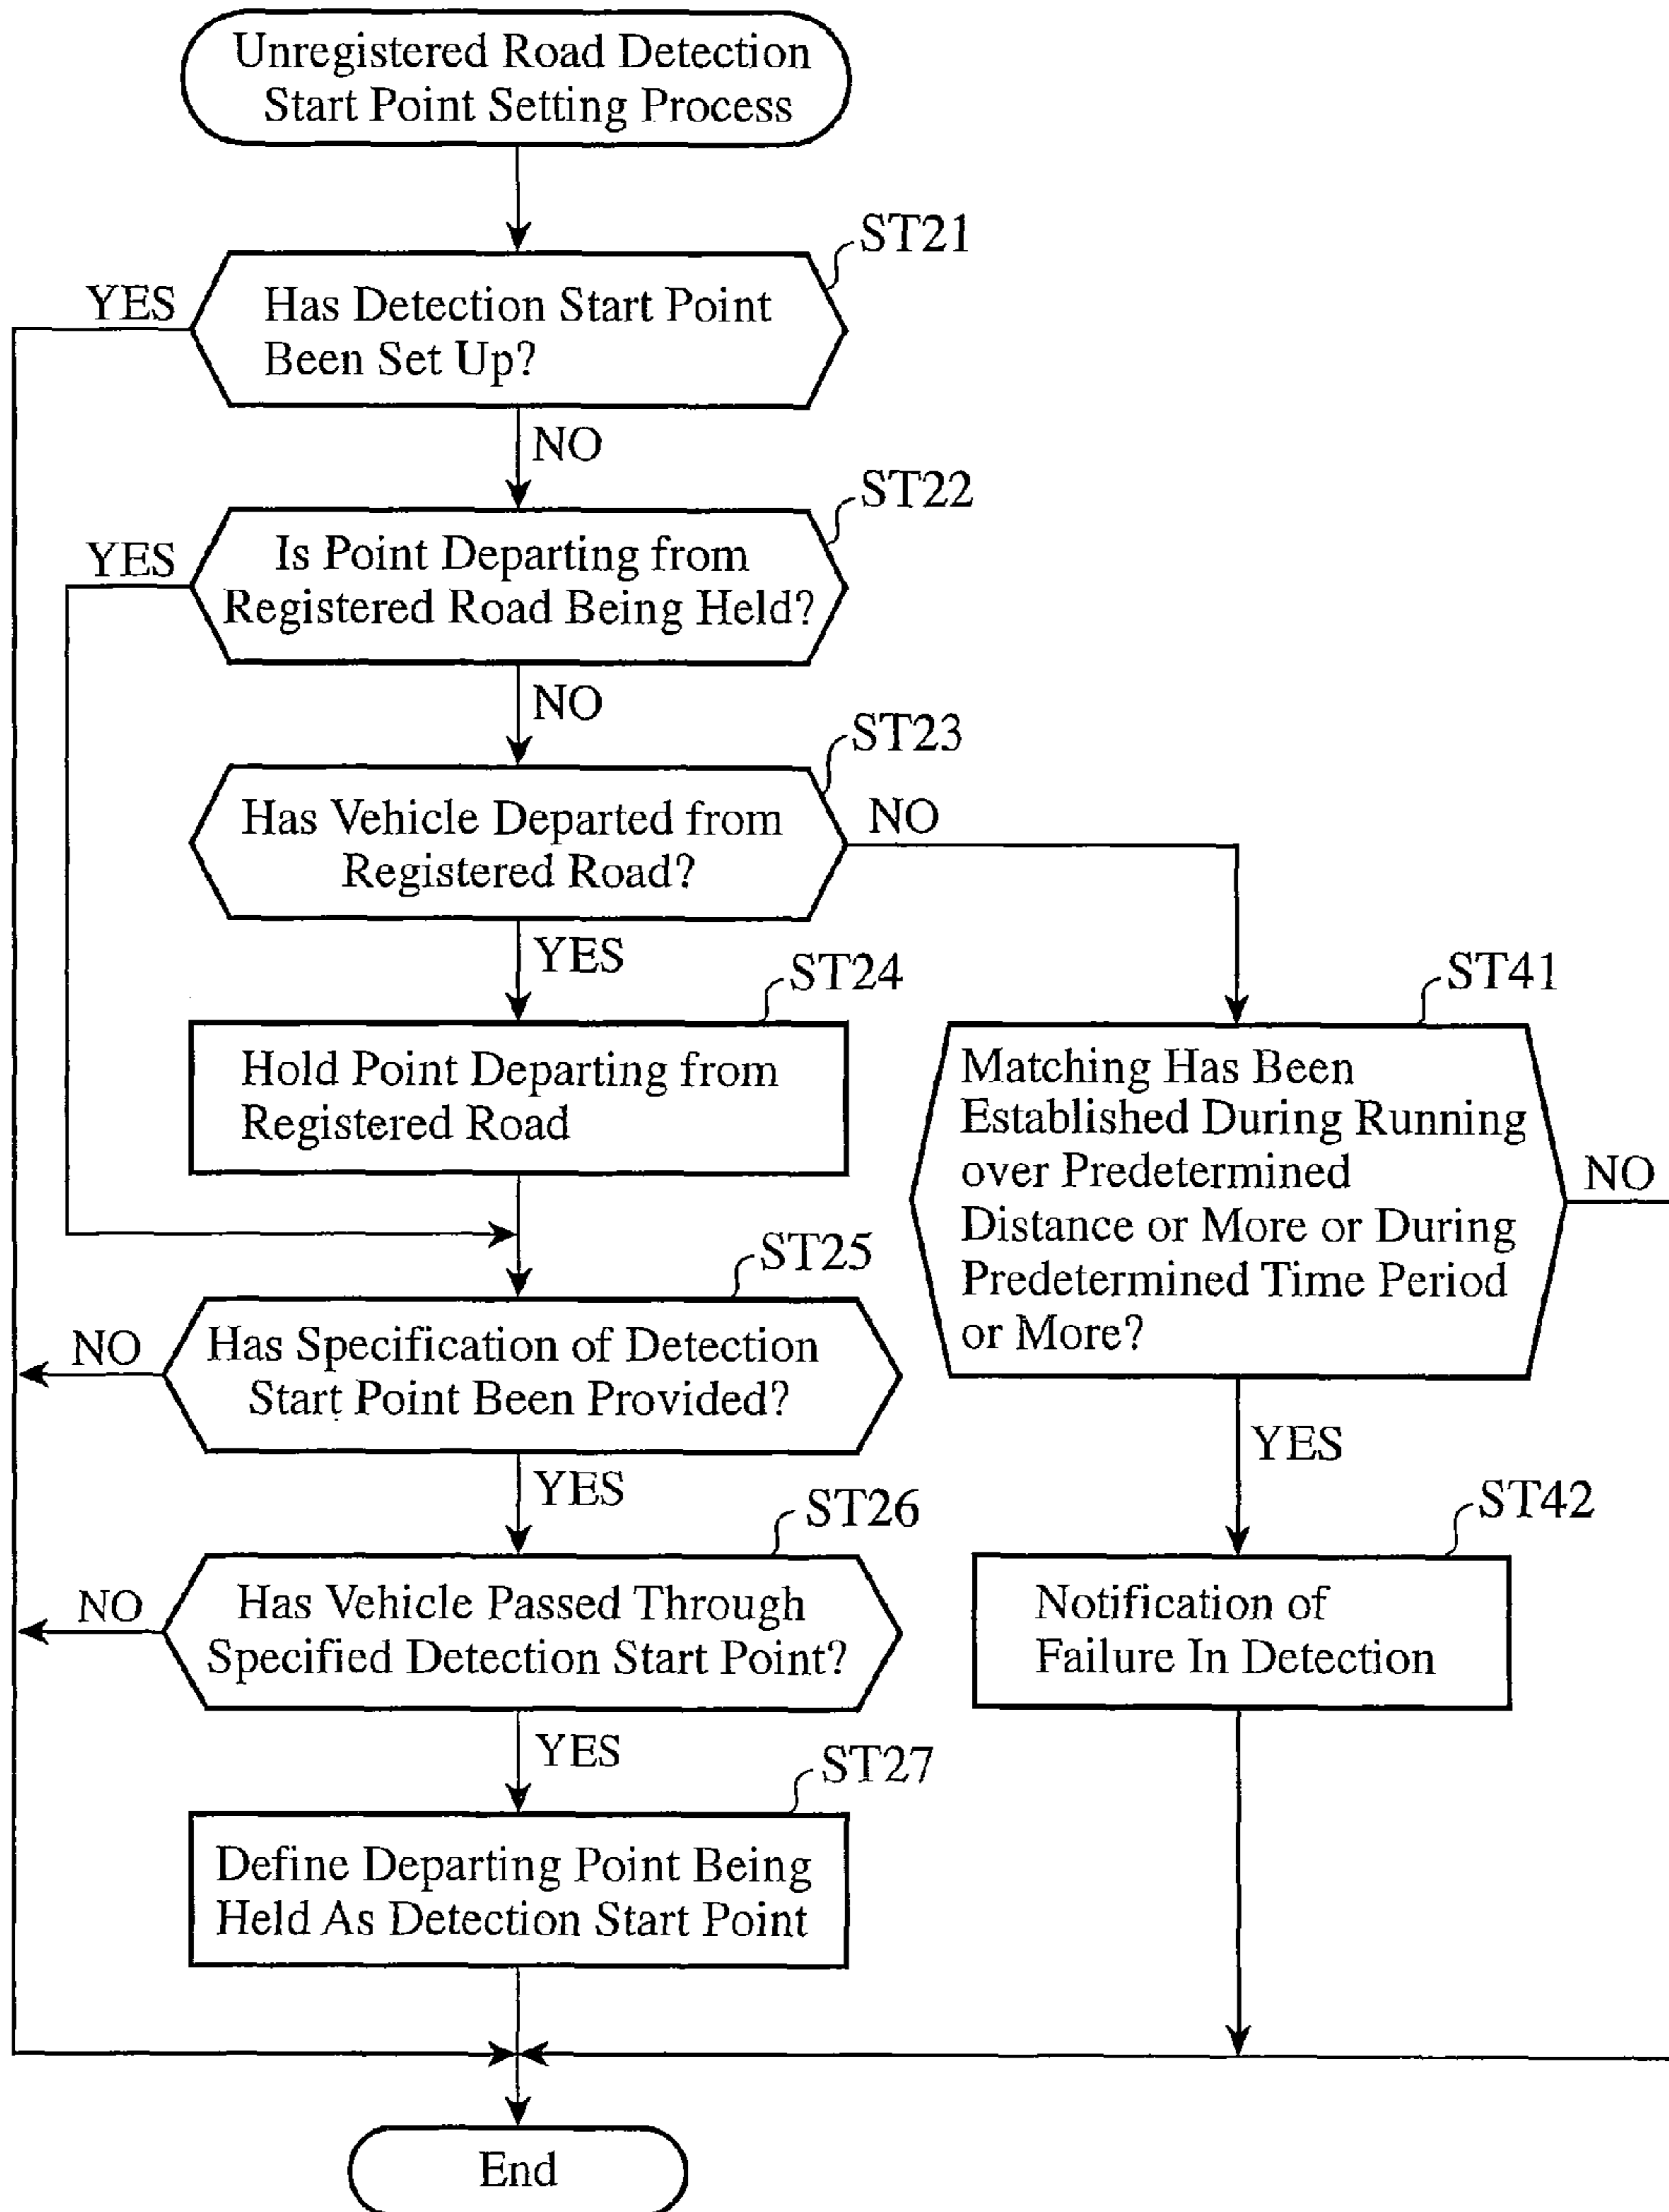 Unregistered Road Detection
Start Point Setting Process
ST21
YES
Has Detection Start Point
Been Set Up?
NO
ST22
YES
Is Point Departing from
Registered Road Being Held?
NO
ST23
Has Vehicle Departed from
Registered Road?
NO
YES
ST24
Hold Point Departing from
Registered Road
ST41
Matching Has Been
Established During Running
over Predetermined
Distance or More or During
Predetermined Time Period
or More?
NO
YES
ST25
NO
Has Specification of Detection
Start Point Been Provided?
YES
ST26
NO
Has Vehicle Passed Through
Specified Detection Start Point?
ST42
Notification of
Failure In Detection
YES
ST27
Define Departing Point Being
Held As Detection Start Point
End